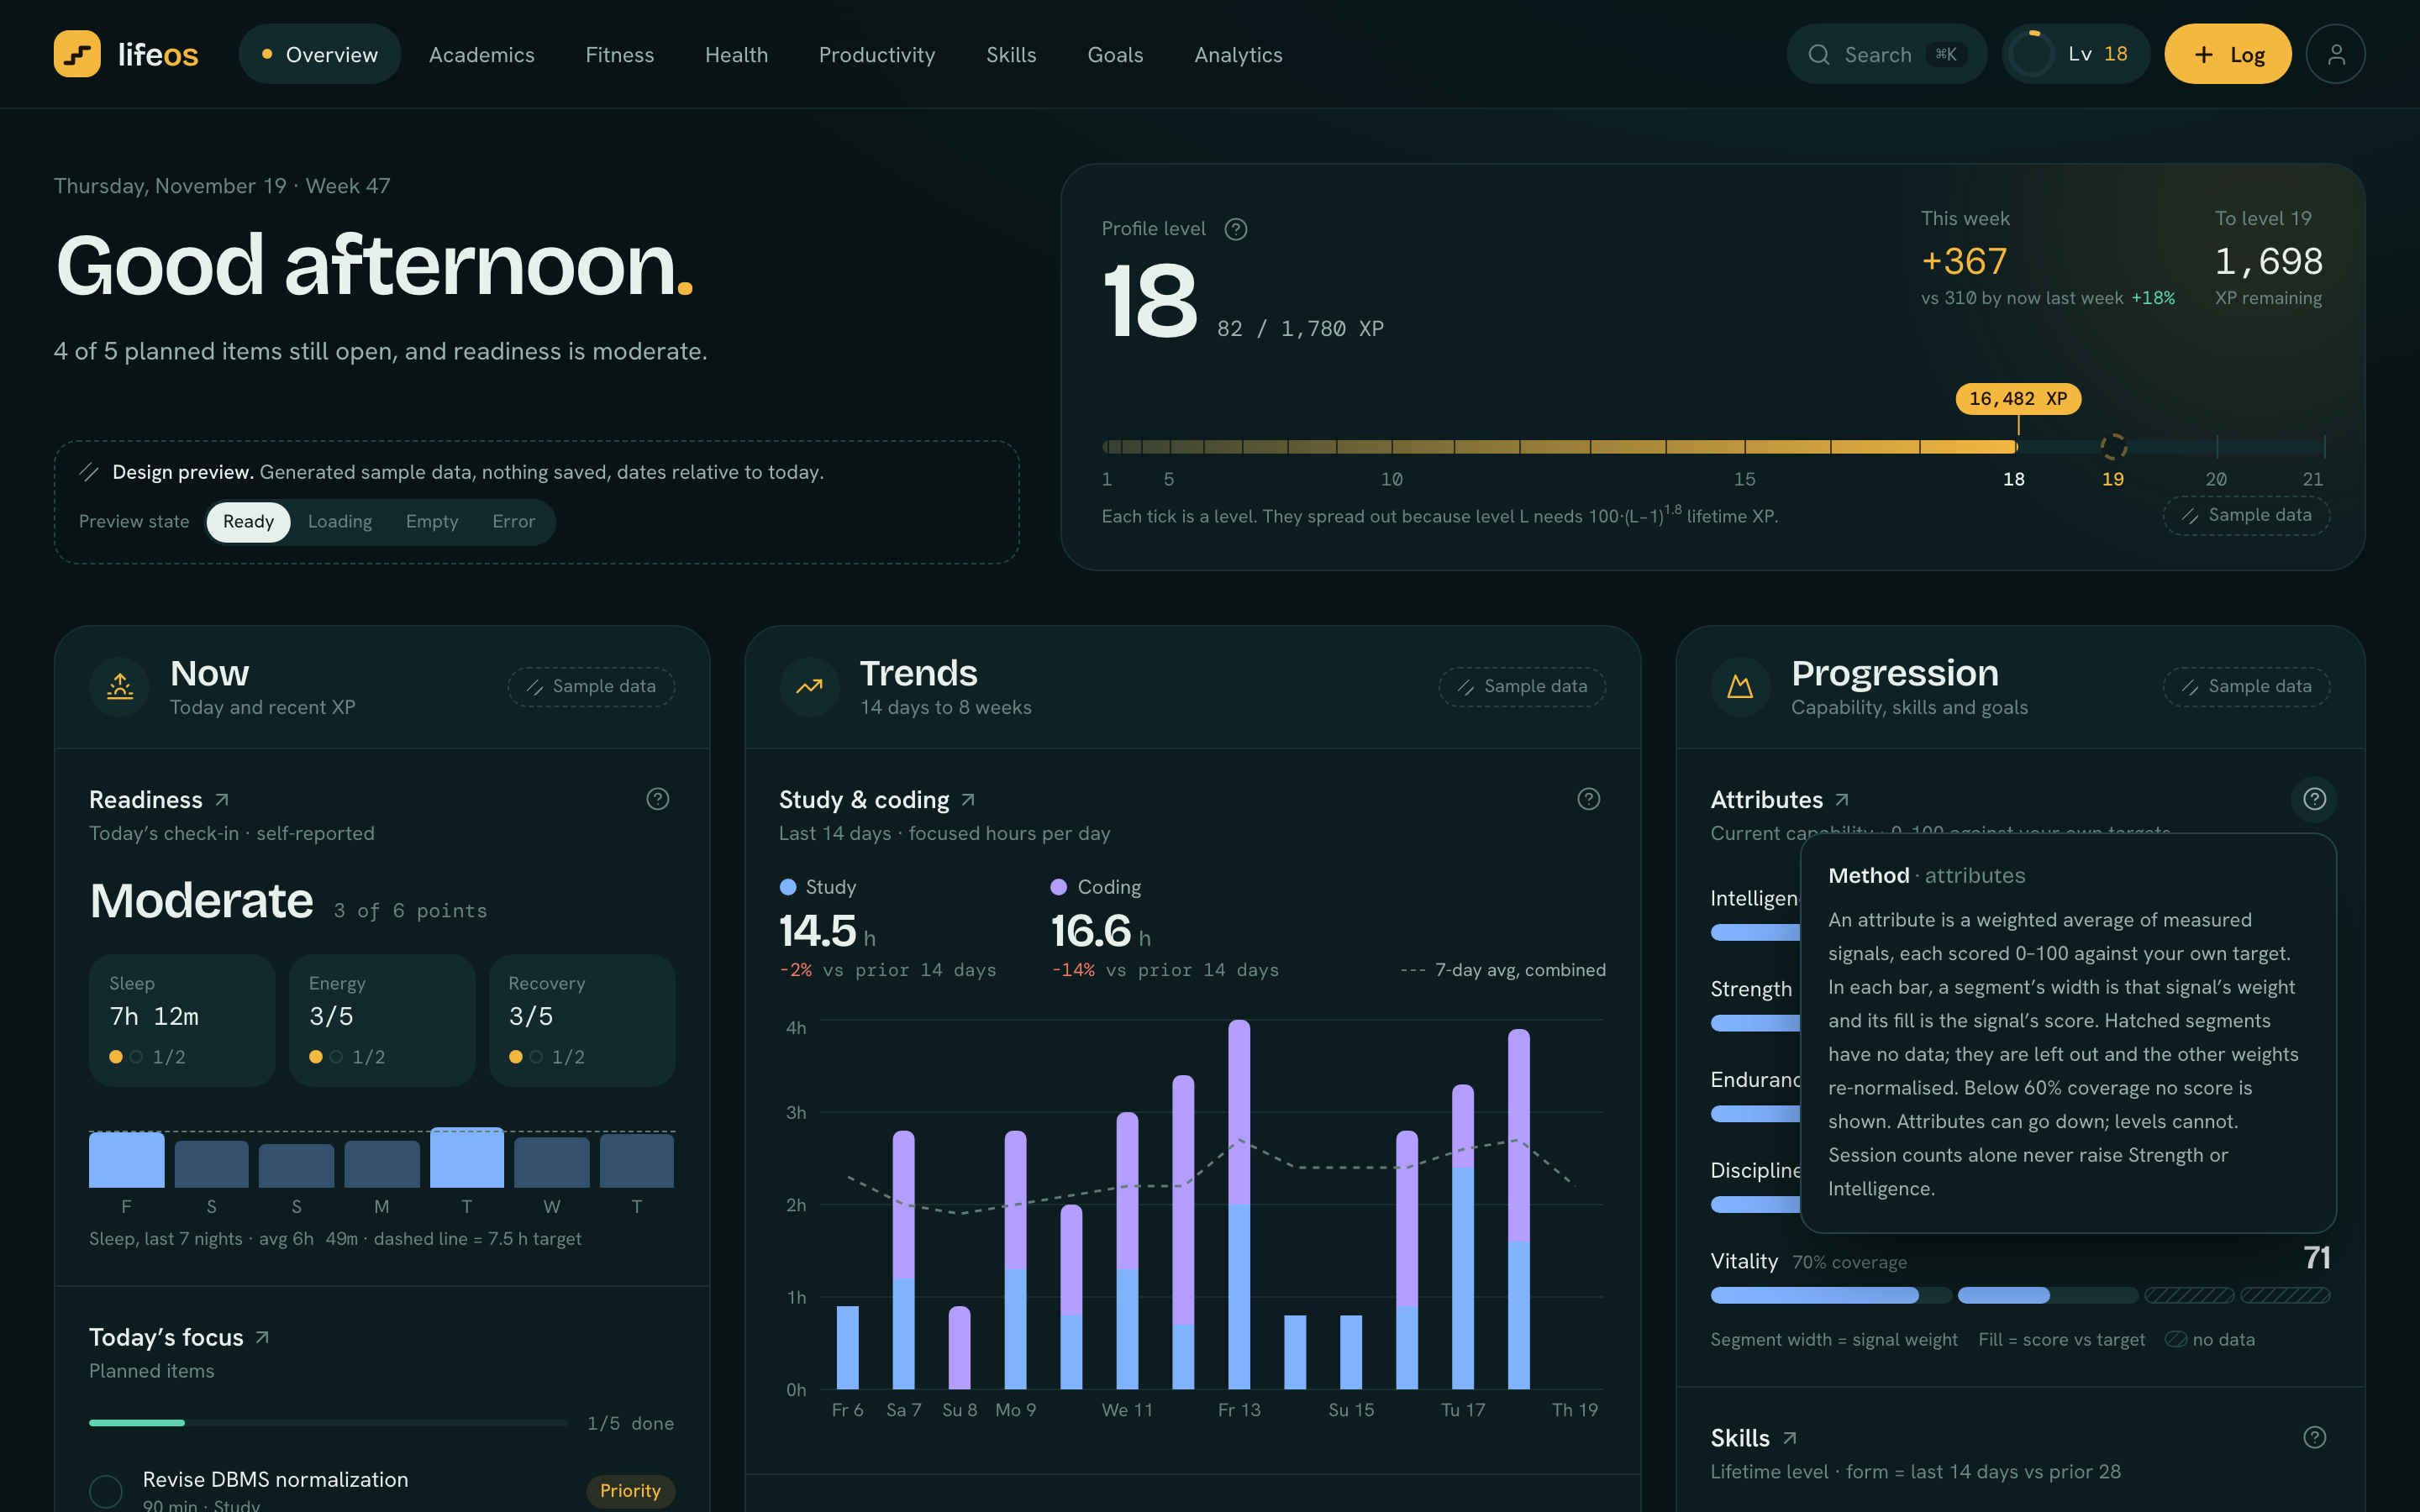 lifeos
Overview
Academics
Fitness
Health
Productivity
Skills
Goals
Analytics
Search ⌘K
Lv 18
+ Log
Thursday, November 19 · Week 47
Good afternoon.
4 of 5 planned items still open, and readiness is moderate.
Design preview. Generated sample data, nothing saved, dates relative to today.
Preview state Ready Loading Empty Error
Profile level
18 82 / 1,780 XP
This week
+367
vs 310 by now last week +18%
To level 19
1,698
XP remaining
16,482 XP
1 5 10 15 18 19 20 21
Each tick is a level. They spread out because level L needs 100·(L−1)^1.8 lifetime XP.
Sample data
Now
Today and recent XP
Sample data
Readiness
Today’s check-in · self-reported
Moderate 3 of 6 points
Sleep
7h 12m
1/2
Energy
3/5
1/2
Recovery
3/5
1/2
F S S M T W T
Sleep, last 7 nights · avg 6h 49m · dashed line = 7.5 h target
Today’s focus
Planned items
1/5 done
Revise DBMS normalization
90 min · Study
Priority
Trends
14 days to 8 weeks
Sample data
Study & coding
Last 14 days · focused hours per day
Study
14.5 h
-2% vs prior 14 days
Coding
16.6 h
-14% vs prior 14 days
--- 7-day avg, combined
4h
3h
2h
1h
0h
Fr 6 Sa 7 Su 8 Mo 9 We 11 Fr 13 Su 15 Tu 17 Th 19
Progression
Capability, skills and goals
Sample data
Attributes
Current capability · 0–100 against your own targets
Intelligen
Strength
Enduranc
Discipline
Method · attributes
An attribute is a weighted average of measured
signals, each scored 0–100 against your own target.
In each bar, a segment’s width is that signal’s weight
and its fill is the signal’s score. Hatched segments
have no data; they are left out and the other weights
re-normalised. Below 60% coverage no score is
shown. Attributes can go down; levels cannot.
Session counts alone never raise Strength or
Intelligence.
Vitality 70% coverage 71
Segment width = signal weight Fill = score vs target no data
Skills
Lifetime level · form = last 14 days vs prior 28